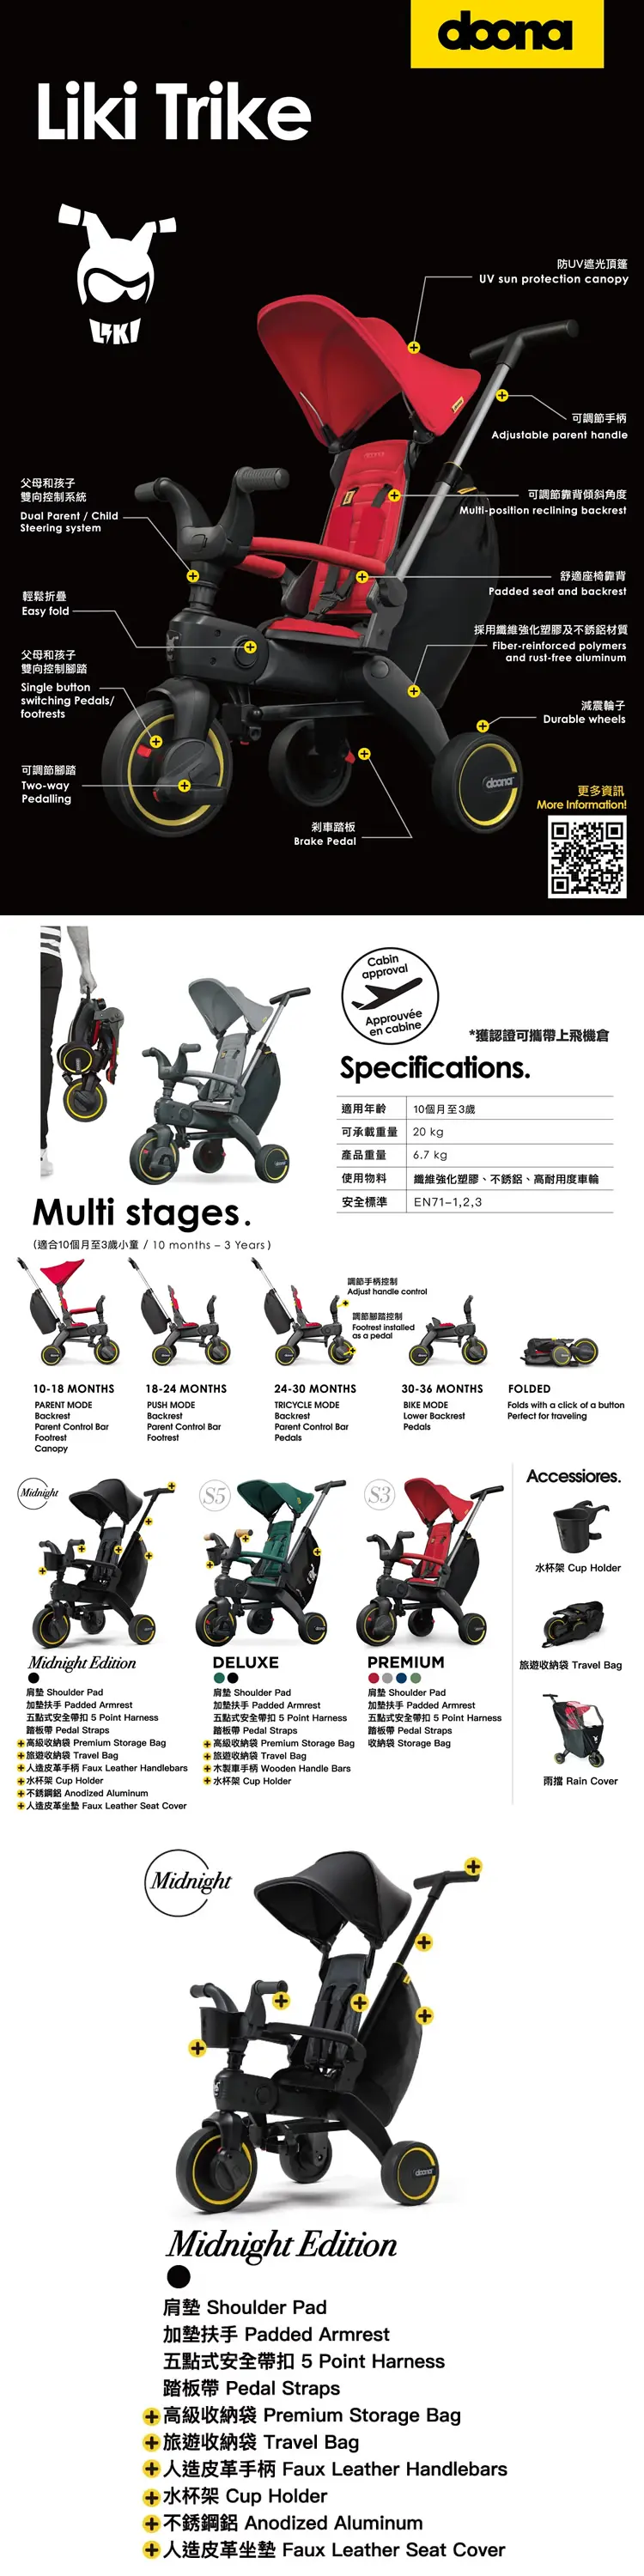 doona
Liki Trike
LIKI
防UV遮光頂篷
UV sun protection canopy
可調節手柄
Adjustable parent handle
可調節靠背傾斜角度
Multi-position reclining backrest
父母和孩子
雙向控制系統
Dual Parent / Child
Steering system
舒適座椅靠背
Padded seat and backrest
輕鬆折疊
Easy fold
採用纖維強化塑膠及不銹鋁材質
Fiber-reinforced polymers
and rust-free aluminum
父母和孩子
雙向控制腳踏
Single button
switching Pedals/
footrests
減震輪子
Durable wheels
可調節腳踏
Two-way
Pedalling
doona
更多資訊
More Information!
剎車踏板
Brake Pedal
Cabin
approval
Approuvée
en cabine
*獲認證可攜帶上飛機倉
Specifications.
適用年齡 10個月至3歲
可承載重量 20 kg
產品重量 6.7 kg
使用物料 纖維強化塑膠、不銹鋁、高耐用度車輪
安全標準 EN71-1,2,3
Multi stages.
(適合10個月至3歲小童 / 10 months - 3 Years)
調節手柄控制
Adjust handle control
調節腳踏控制
Footrest installed
as a pedal
10-18 MONTHS
PARENT MODE
Backrest
Parent Control Bar
Footrest
Canopy
18-24 MONTHS
PUSH MODE
Backrest
Parent Control Bar
Footrest
24-30 MONTHS
TRICYCLE MODE
Backrest
Parent Control Bar
Pedals
30-36 MONTHS
BIKE MODE
Lower Backrest
Pedals
FOLDED
Folds with a click of a button
Perfect for traveling
Midnight
Midnight Edition
肩墊 Shoulder Pad
加墊扶手 Padded Armrest
五點式安全帶扣 5 Point Harness
踏板帶 Pedal Straps
高級收納袋 Premium Storage Bag
旅遊收納袋 Travel Bag
人造皮革手柄 Faux Leather Handlebars
水杯架 Cup Holder
不銹鋼鋁 Anodized Aluminum
人造皮革坐墊 Faux Leather Seat Cover
S5
DELUXE
肩墊 Shoulder Pad
加墊扶手 Padded Armrest
五點式安全帶扣 5 Point Harness
踏板帶 Pedal Straps
高級收納袋 Premium Storage Bag
旅遊收納袋 Travel Bag
木製車手柄 Wooden Handle Bars
水杯架 Cup Holder
S3
PREMIUM
肩墊 Shoulder Pad
加墊扶手 Padded Armrest
五點式安全帶扣 5 Point Harness
踏板帶 Pedal Straps
收納袋 Storage Bag
Accessiores.
水杯架 Cup Holder
旅遊收納袋 Travel Bag
雨擋 Rain Cover
Midnight
doona
Midnight Edition
肩墊 Shoulder Pad
加墊扶手 Padded Armrest
五點式安全帶扣 5 Point Harness
踏板帶 Pedal Straps
高級收納袋 Premium Storage Bag
旅遊收納袋 Travel Bag
人造皮革手柄 Faux Leather Handlebars
水杯架 Cup Holder
不銹鋼鋁 Anodized Aluminum
人造皮革坐墊 Faux Leather Seat Cover